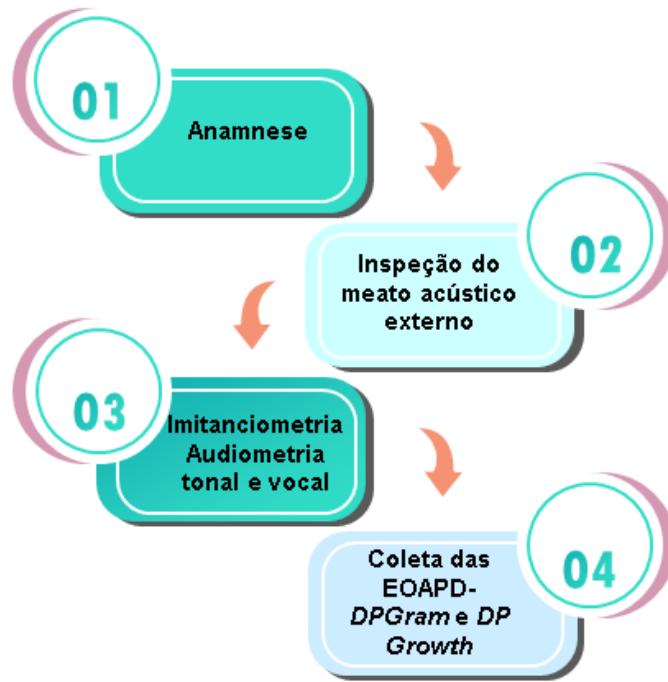 01
Anamnese
02
Inspeção do
meato acústico
externo
03
Imitanciometria
Audiometria
tonal e vocal
04
Coleta das
EOAPD-
DPGram e DP
Growth